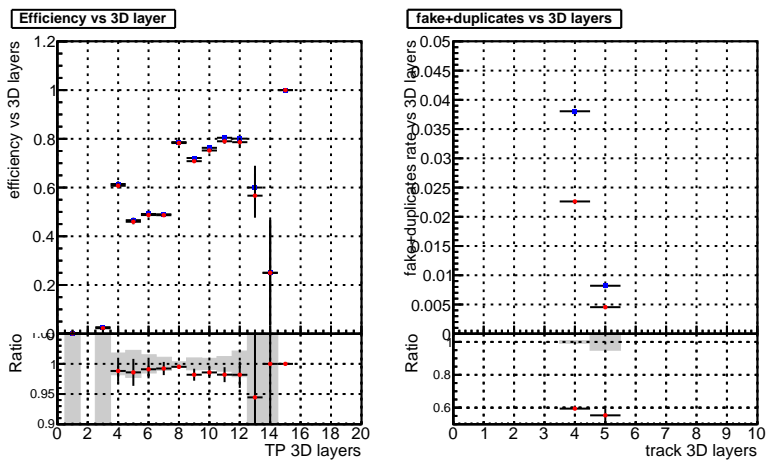 Efficiency vs 3D layer
efficiency vs 3D layers
1.2
1
0.8
0.6
0.4
0.2
0
Ratio
1.05
1
0.95
0.9
0 2 4 6 8 10 12 14 16 18 20
TP 3D layers
fake+duplicates vs 3D layers
fake+duplicates rate vs 3D layers
0.05
0.045
0.04
0.035
0.03
0.025
0.02
0.015
0.01
0.005
0
Ratio
1
0.8
0.6
0 1 2 3 4 5 6 7 8 9 10
track 3D layers